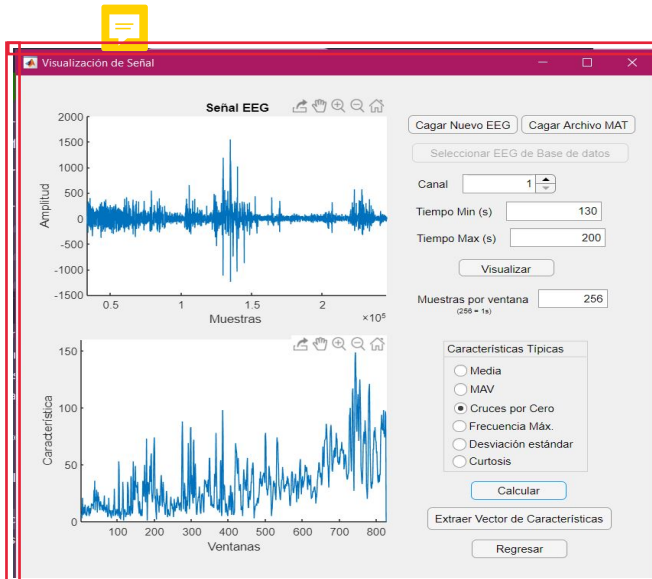 Visualización de Señal
Señal EEG
2000
1500
1000
500
0
-500
-1000
-1500
Amplitud
0.5
1
1.5
2
×10⁵
Muestras
150
100
50
0
Característica
100
200
300
400
500
600
700
800
Ventanas
Cagar Nuevo EEG
Cagar Archivo MAT
Seleccionar EEG de Base de datos
Canal
1
Tiempo Min (s)
130
Tiempo Max (s)
200
Visualizar
Muestras por ventana
256
(256 = 1s)
Características Típicas
Media
MAV
Cruces por Cero
Frecuencia Máx.
Desviación estándar
Curtosis
Calcular
Extraer Vector de Características
Regresar